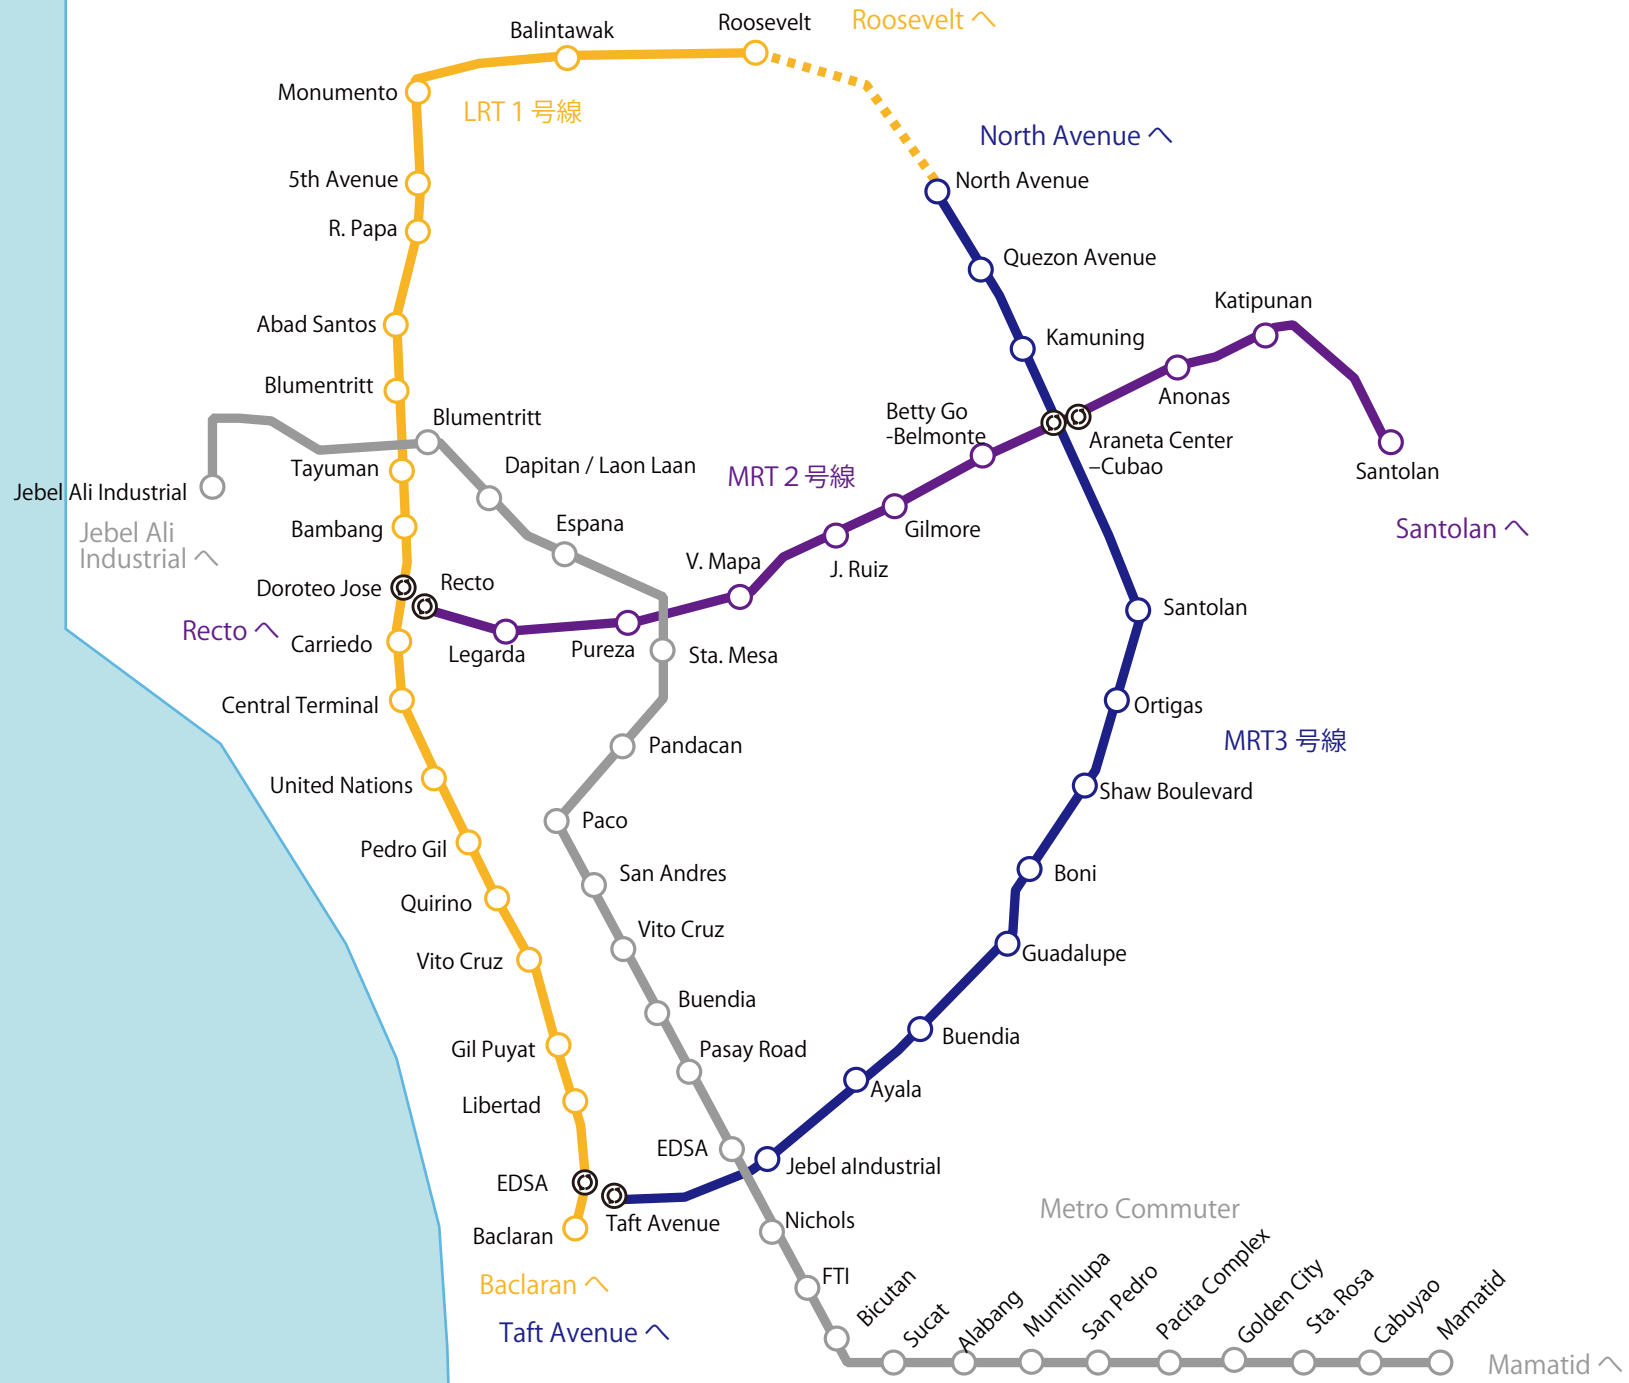 Balintawak
Roosevelt
Roosevelt へ
Monumento
LRT 1 号線
North Avenue へ
5th Avenue
North Avenue
R. Papa
Quezon Avenue
Abad Santos
Katipunan
Kamuning
Blumentritt
Blumentritt
Anonas
Betty Go
-Belmonte
Araneta Center
–Cubao
Tayuman
Dapitan / Laon Laan
MRT 2 号線
Santolan
Jebel Ali Industrial
Jebel Ali
Industrial へ
Bambang
Espana
Gilmore
Santolan へ
V. Mapa
J. Ruiz
Doroteo Jose
Recto
Santolan
Recto へ
Carriedo
Legarda
Pureza
Sta. Mesa
Central Terminal
Ortigas
Pandacan
MRT3 号線
United Nations
Shaw Boulevard
Paco
Pedro Gil
San Andres
Boni
Quirino
Vito Cruz
Vito Cruz
Guadalupe
Buendia
Gil Puyat
Pasay Road
Buendia
Ayala
Libertad
EDSA
Jebel aIndustrial
EDSA
Taft Avenue
Nichols
Metro Commuter
Baclaran
Baclaran へ
FTI
Taft Avenue へ
Bicutan
Sucat
Alabang
Muntinlupa
San Pedro
Pacita Complex
Golden City
Sta. Rosa
Cabuyao
Mamatid
Mamatid へ